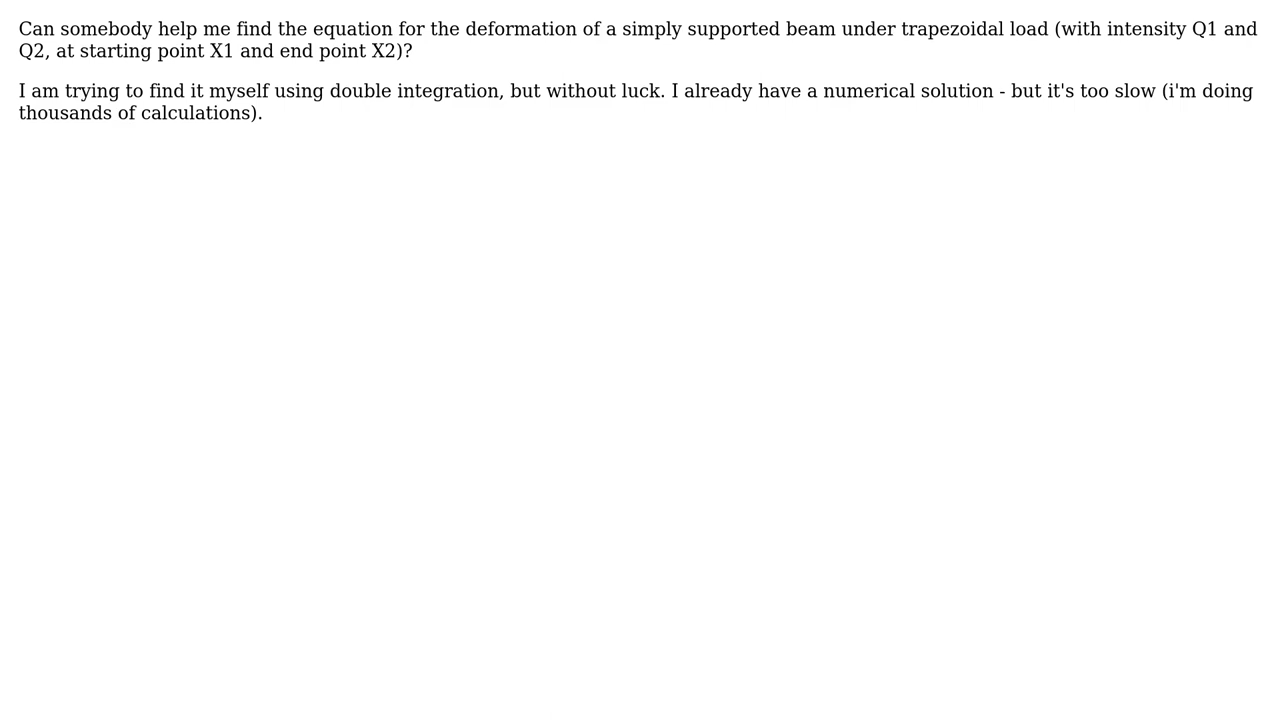 Can somebody help me find the equation for the deformation of a simply supported beam under trapezoidal load (with intensity Q1 and
Q2, at starting point X1 and end point X2)?
I am trying to find it myself using double integration, but without luck. I already have a numerical solution - but it's too slow (i'm doing
thousands of calculations).